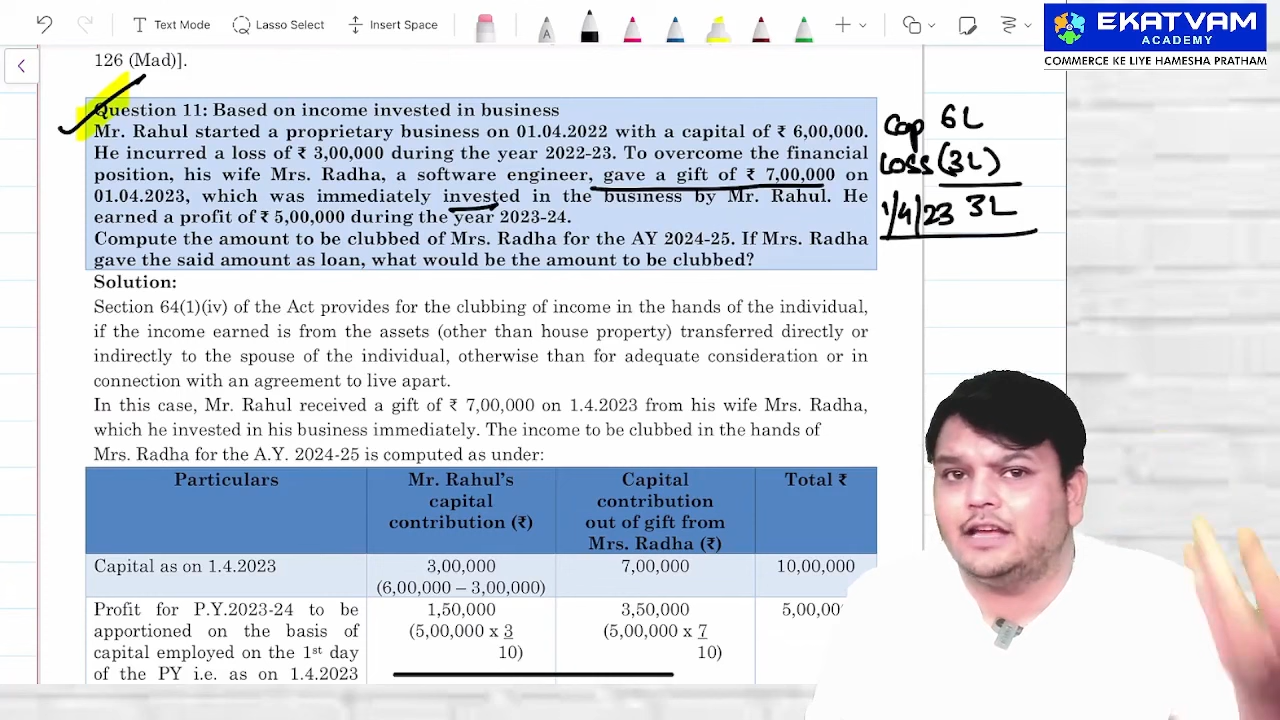 Text Mode
Lasso Select
Insert Space
EKATVAM
ACADEMY
COMMERCE KE LIYE HAMESHA PRATHAM
126 (Mad)].
Question 11: Based on income invested in business
Mr. Rahul started a proprietary business on 01.04.2022 with a capital of ₹ 6,00,000.
He incurred a loss of ₹ 3,00,000 during the year 2022-23. To overcome the financial
position, his wife Mrs. Radha, a software engineer, gave a gift of ₹ 7,00,000 on
01.04.2023, which was immediately invested in the business by Mr. Rahul. He
earned a profit of ₹ 5,00,000 during the year 2023-24.
Compute the amount to be clubbed of Mrs. Radha for the AY 2024-25. If Mrs. Radha
gave the said amount as loan, what would be the amount to be clubbed?
Cap 6L
Loss (3L)
1/4/23 3L
Solution:
Section 64(1)(iv) of the Act provides for the clubbing of income in the hands of the individual,
if the income earned is from the assets (other than house property) transferred directly or
indirectly to the spouse of the individual, otherwise than for adequate consideration or in
connection with an agreement to live apart.
In this case, Mr. Rahul received a gift of ₹ 7,00,000 on 1.4.2023 from his wife Mrs. Radha,
which he invested in his business immediately. The income to be clubbed in the hands of
Mrs. Radha for the A.Y. 2024-25 is computed as under:
Particulars
Mr. Rahul's
capital
contribution (₹)
Capital
contribution
out of gift from
Mrs. Radha (₹)
Total ₹
Capital as on 1.4.2023
3,00,000
(6,00,000 – 3,00,000)
7,00,000
10,00,000
Profit for P.Y.2023-24 to be
apportioned on the basis of
capital employed on the 1st day
of the PY i.e. as on 1.4.2023
1,50,000
(5,00,000 x 3
10)
3,50,000
(5,00,000 x 7
10)